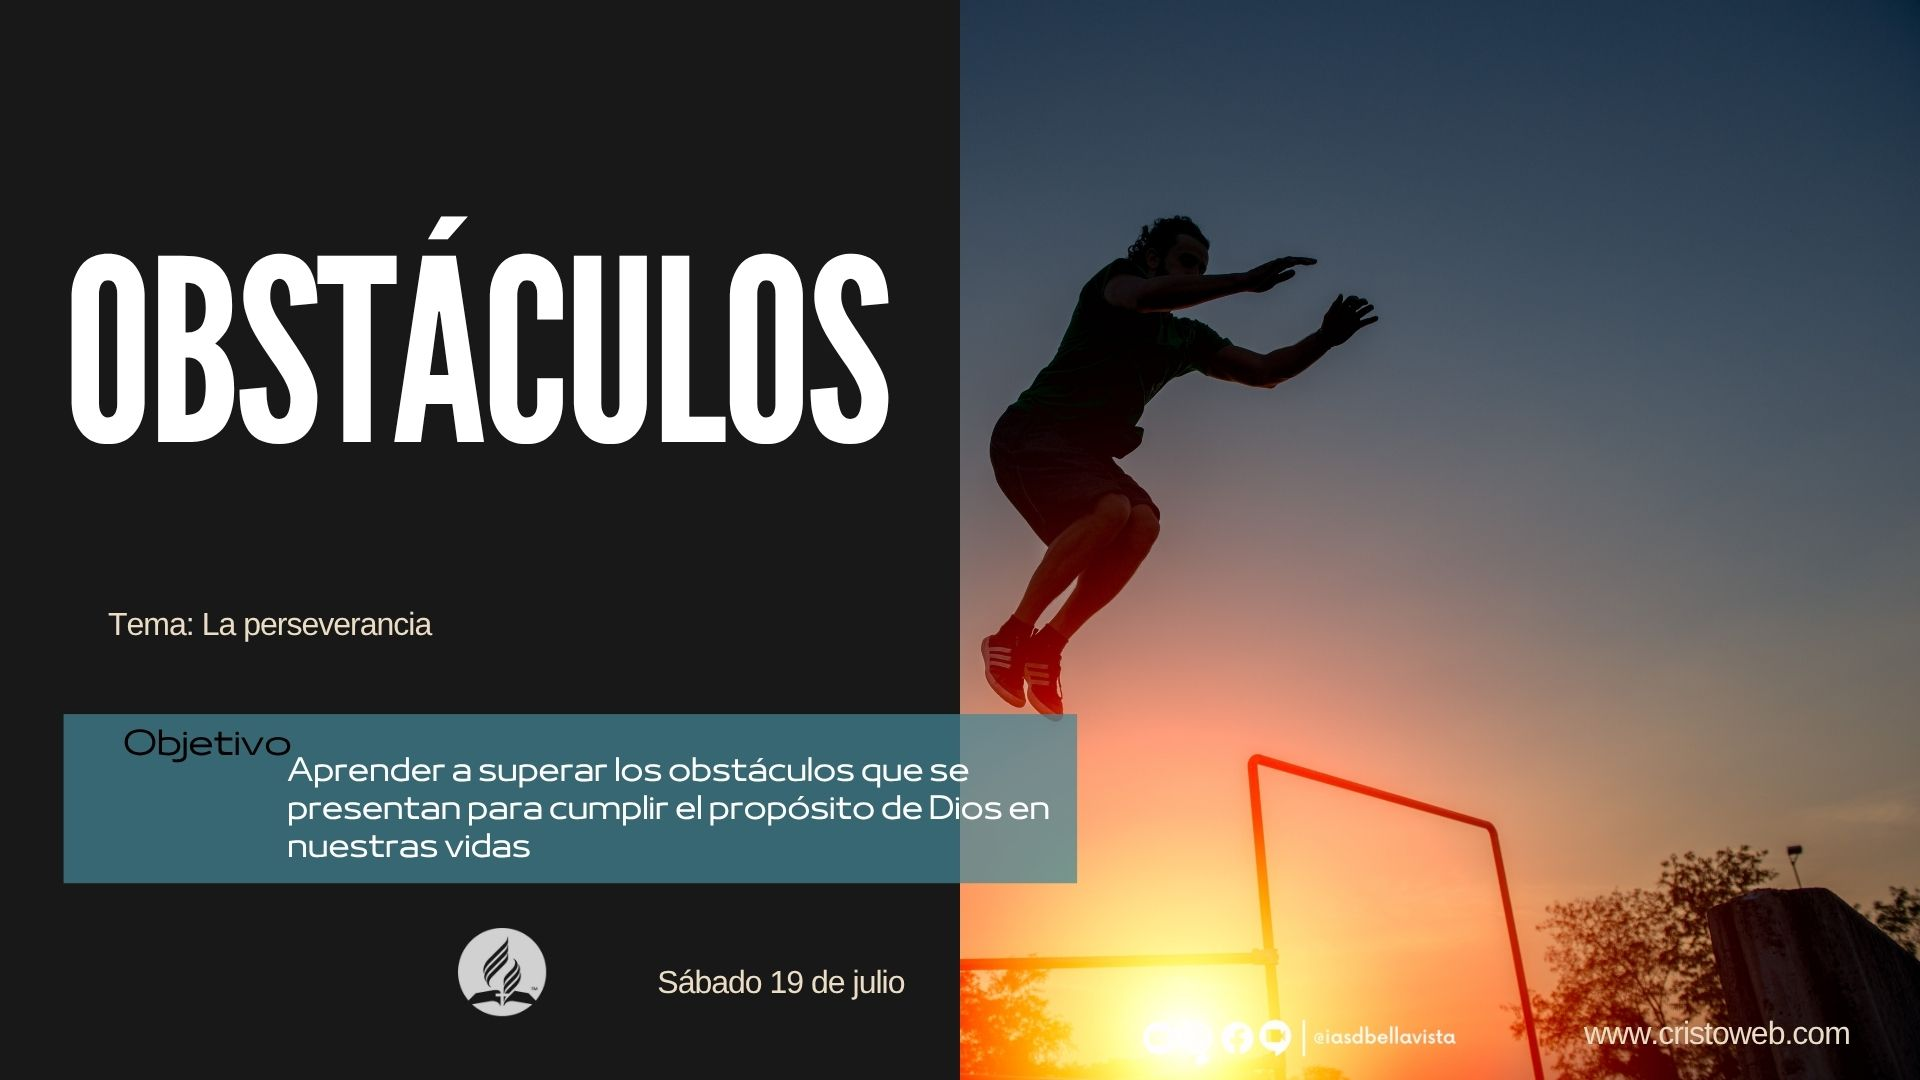 OBSTÁCULOS
Tema: La perseverancia
Objetivo
Aprender a superar los obstáculos que se
presentan para cumplir el propósito de Dios en
nuestras vidas
Sábado 19 de julio
@iasdbellavista
www.cristoweb.com